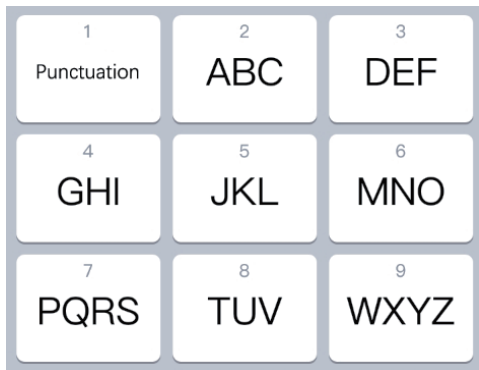 1 2 3
Punctuation ABC DEF
4 5 6
GHI JKL MNO
7 8 9
PQRS TUV WXYZ